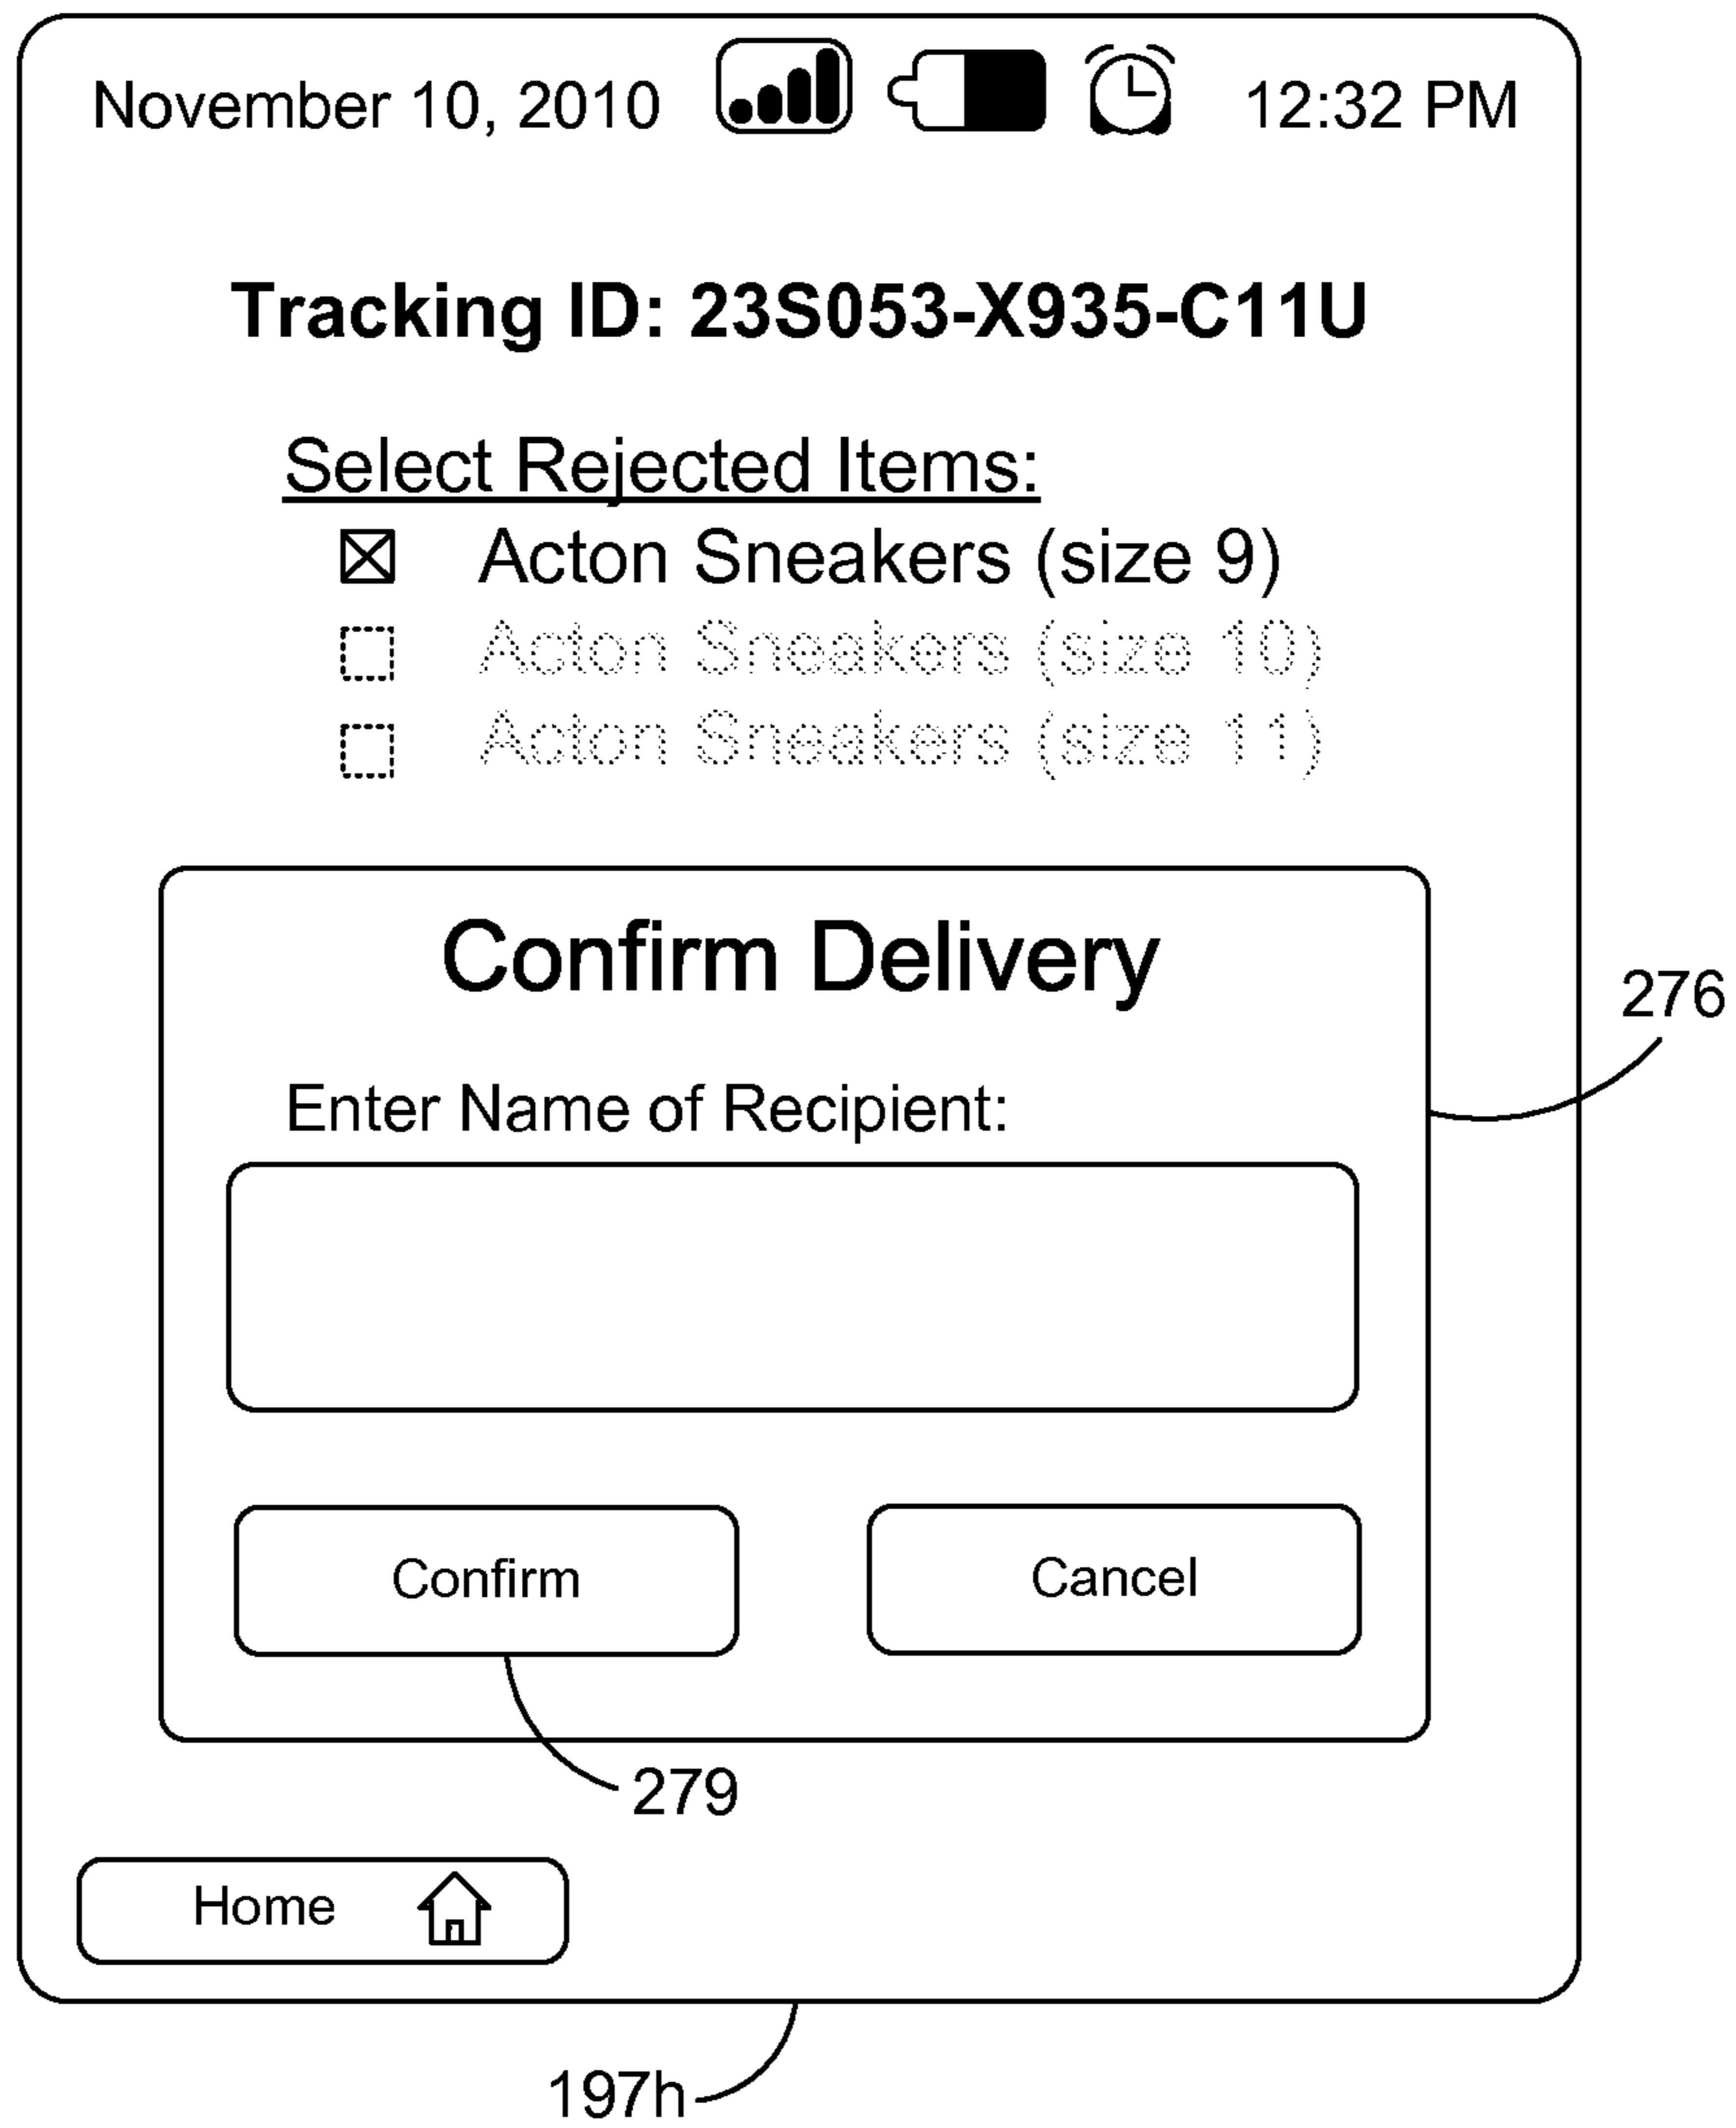 November 10, 2010 12:32 PM
Tracking ID: 23S053-X935-C11U
Select Rejected Items:
Acton Sneakers (size 9)
Acton Sneakers (size 10)
Acton Sneakers (size 11)
Confirm Delivery
276
Enter Name of Recipient:
Confirm Cancel
279
Home
197h